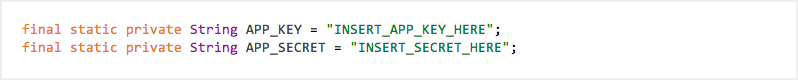 final static private String APP_KEY = "INSERT_APP_KEY_HERE";
final static private String APP_SECRET = "INSERT_SECRET_HERE";